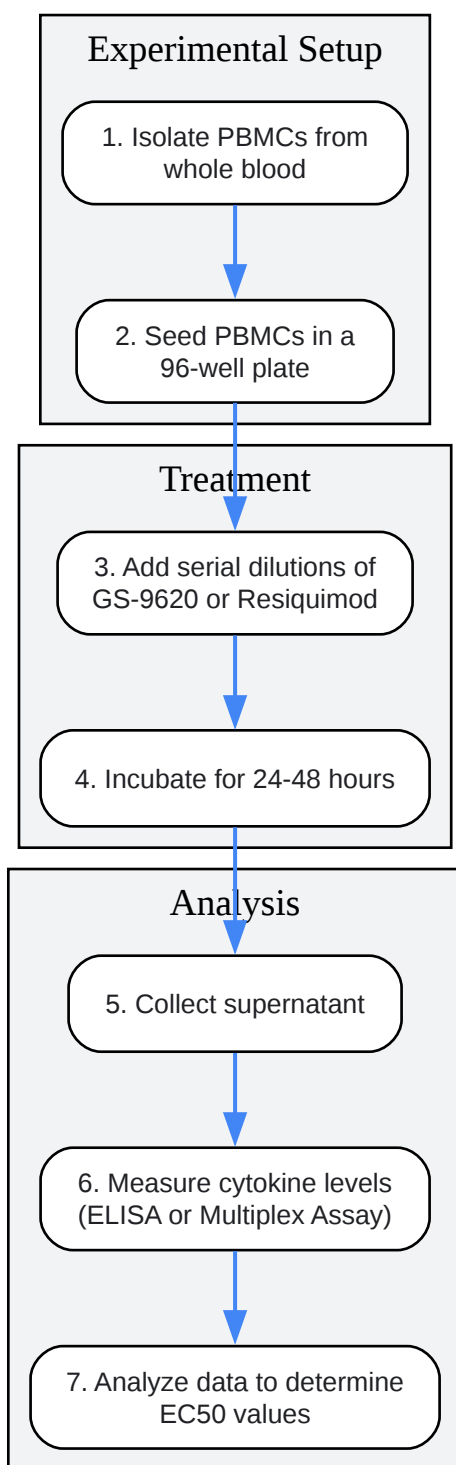 Experimental Setup
1. Isolate PBMCs from
whole blood
2. Seed PBMCs in a
96-well plate
Treatment
3. Add serial dilutions of
GS-9620 or Resiquimod
4. Incubate for 24-48 hours
Analysis
5. Collect supernatant
6. Measure cytokine levels
(ELISA or Multiplex Assay)
7. Analyze data to determine
EC50 values